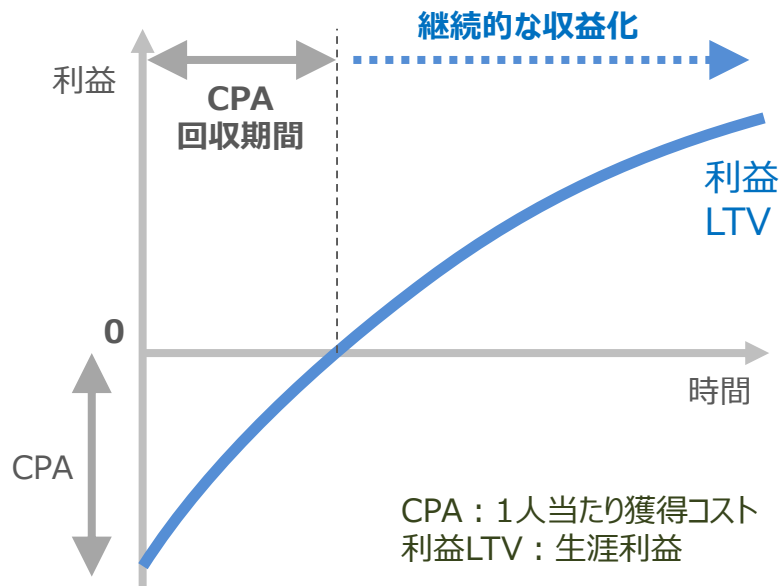 継続的な収益化
利益
CPA
回収期間
利益
LTV
0
時間
CPA
CPA：1人当たり獲得コスト
利益LTV：生涯利益